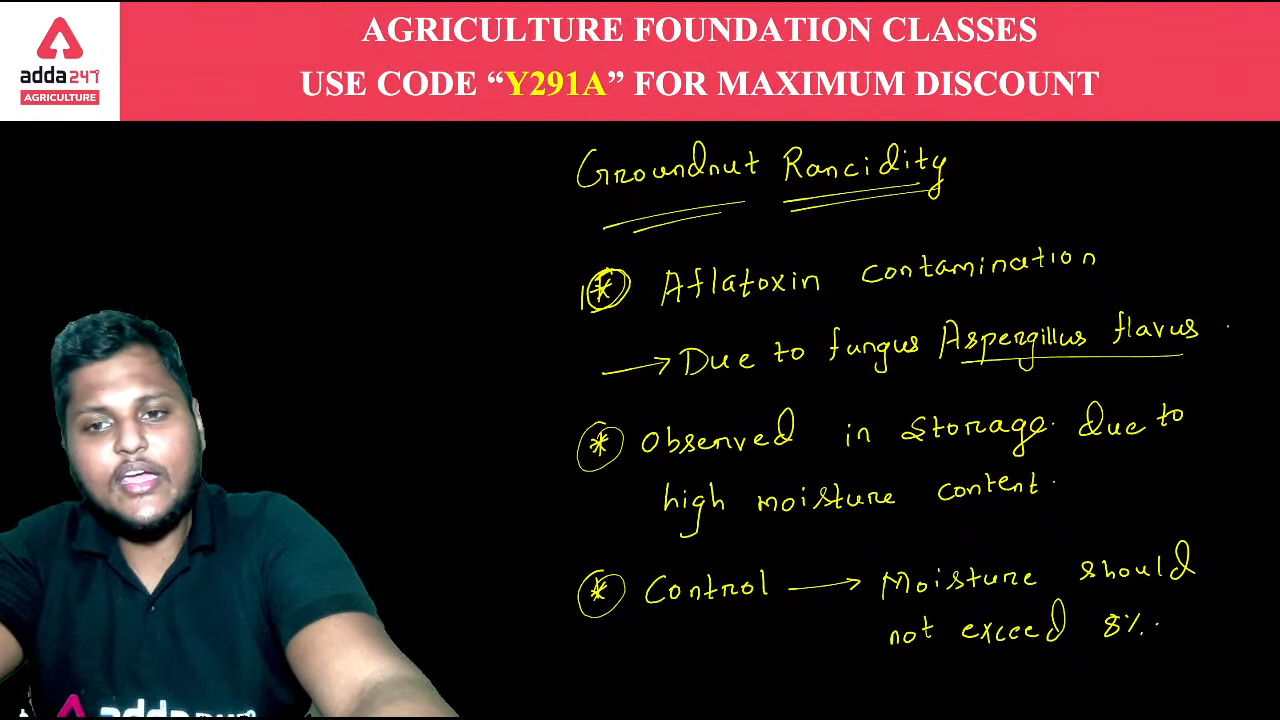 AGRICULTURE FOUNDATION CLASSES
adda247
AGRICULTURE
USE CODE “Y291A” FOR MAXIMUM DISCOUNT
Groundnut Rancidity
* Aflatoxin contamination
→ Due to fungus Aspergillus flavus.
* Observed in storage. due to
high moisture content.
* Control → Moisture should
not exceed 8%.
adda247